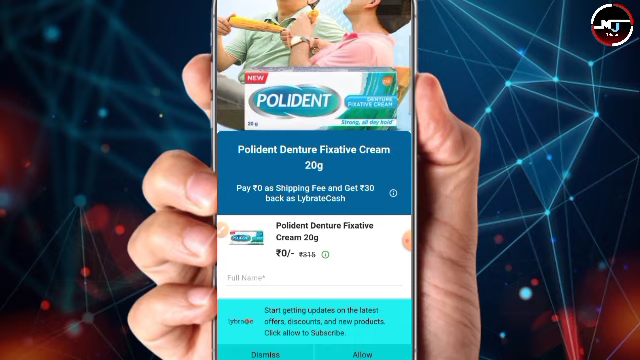 NEW
POLIDENT
DENTURE
FIXATIVE CREAM
20 g
Strong, all day hold
Polident Denture Fixative Cream
20g
Pay ₹0 as Shipping Fee and Get ₹30
back as LybrateCash
Polident Denture Fixative
Cream 20g
₹0/- ₹315
Full Name*
Start getting updates on the latest
lybrate offers, discounts, and new products.
Click allow to Subscribe.
Dismiss Allow